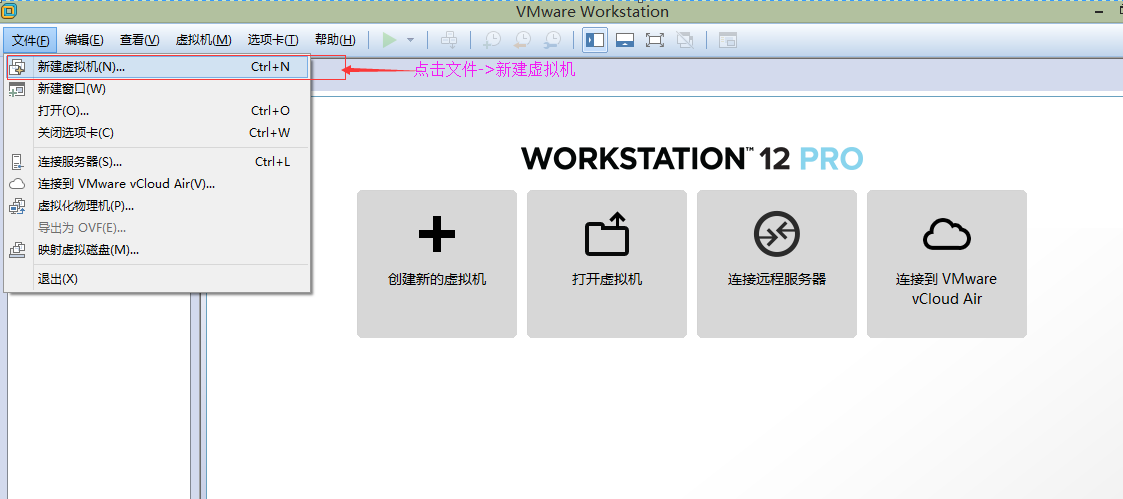 VMware Workstation
文件(F) 编辑(E) 查看(V) 虚拟机(M) 选项卡(T) 帮助(H)
新建虚拟机(N)... Ctrl+N
点击文件->新建虚拟机
新建窗口(W)
打开(O)... Ctrl+O
关闭选项卡(C) Ctrl+W
连接服务器(S)... Ctrl+L
连接到 VMware vCloud Air(V)...
虚拟化物理机(P)...
导出为 OVF(E)...
映射虚拟磁盘(M)...
退出(X)
WORKSTATION™ 12 PRO
创建新的虚拟机
打开虚拟机
连接远程服务器
连接到 VMware
vCloud Air